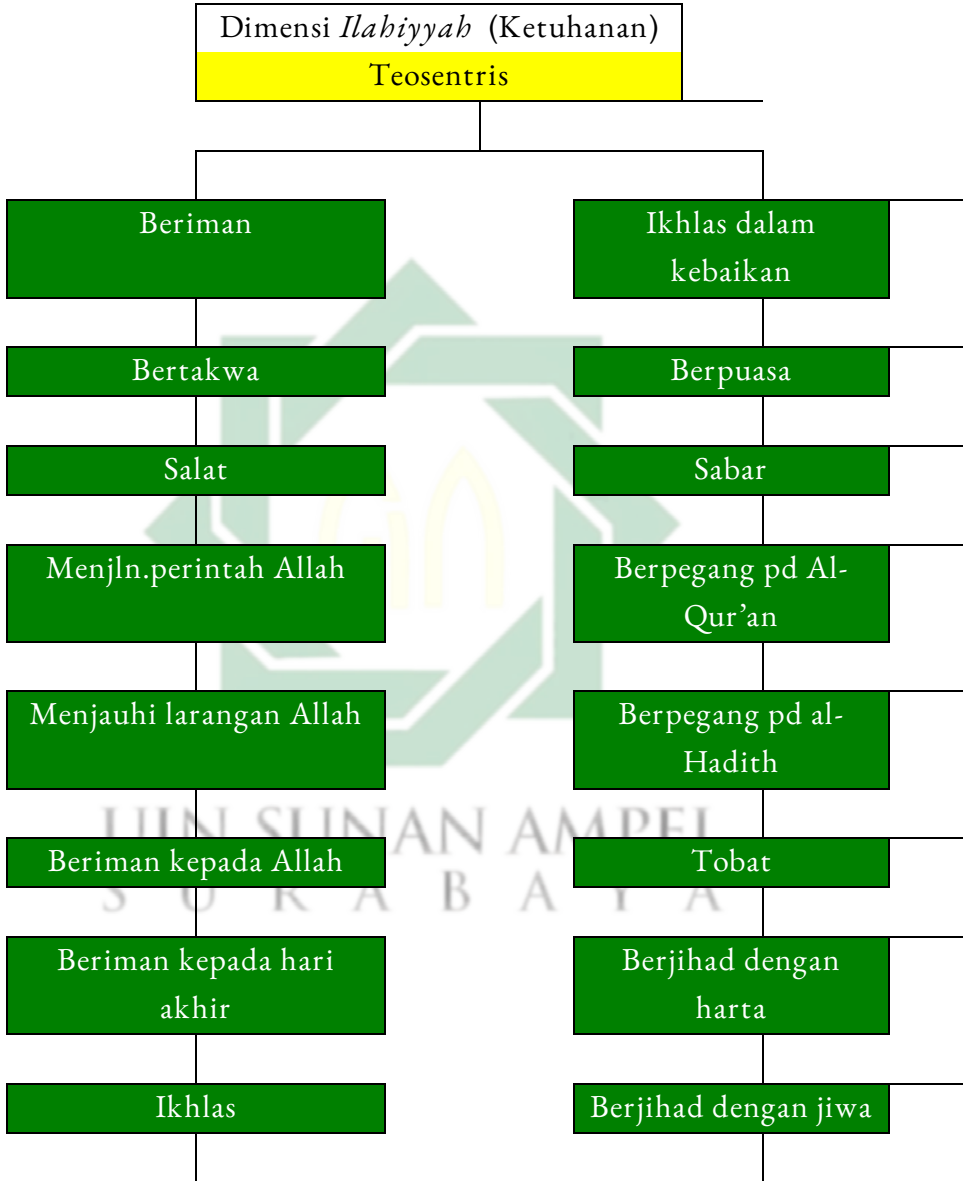 Dimensi Ilahiyyah (Ketuhanan)
Teosentris
Beriman
Bertakwa
Salat
Menjln.perintah Allah
Menjauhi larangan Allah
Beriman kepada Allah
Beriman kepada hari
akhir
Ikhlas
Ikhlas dalam
kebaikan
Berpuasa
Sabar
Berpegang pd Al-
Qur’an
Berpegang pd al-
Hadith
Tobat
Berjihad dengan
harta
Berjihad dengan jiwa
UIN SUNAN AMPEL
S U R A B A Y A